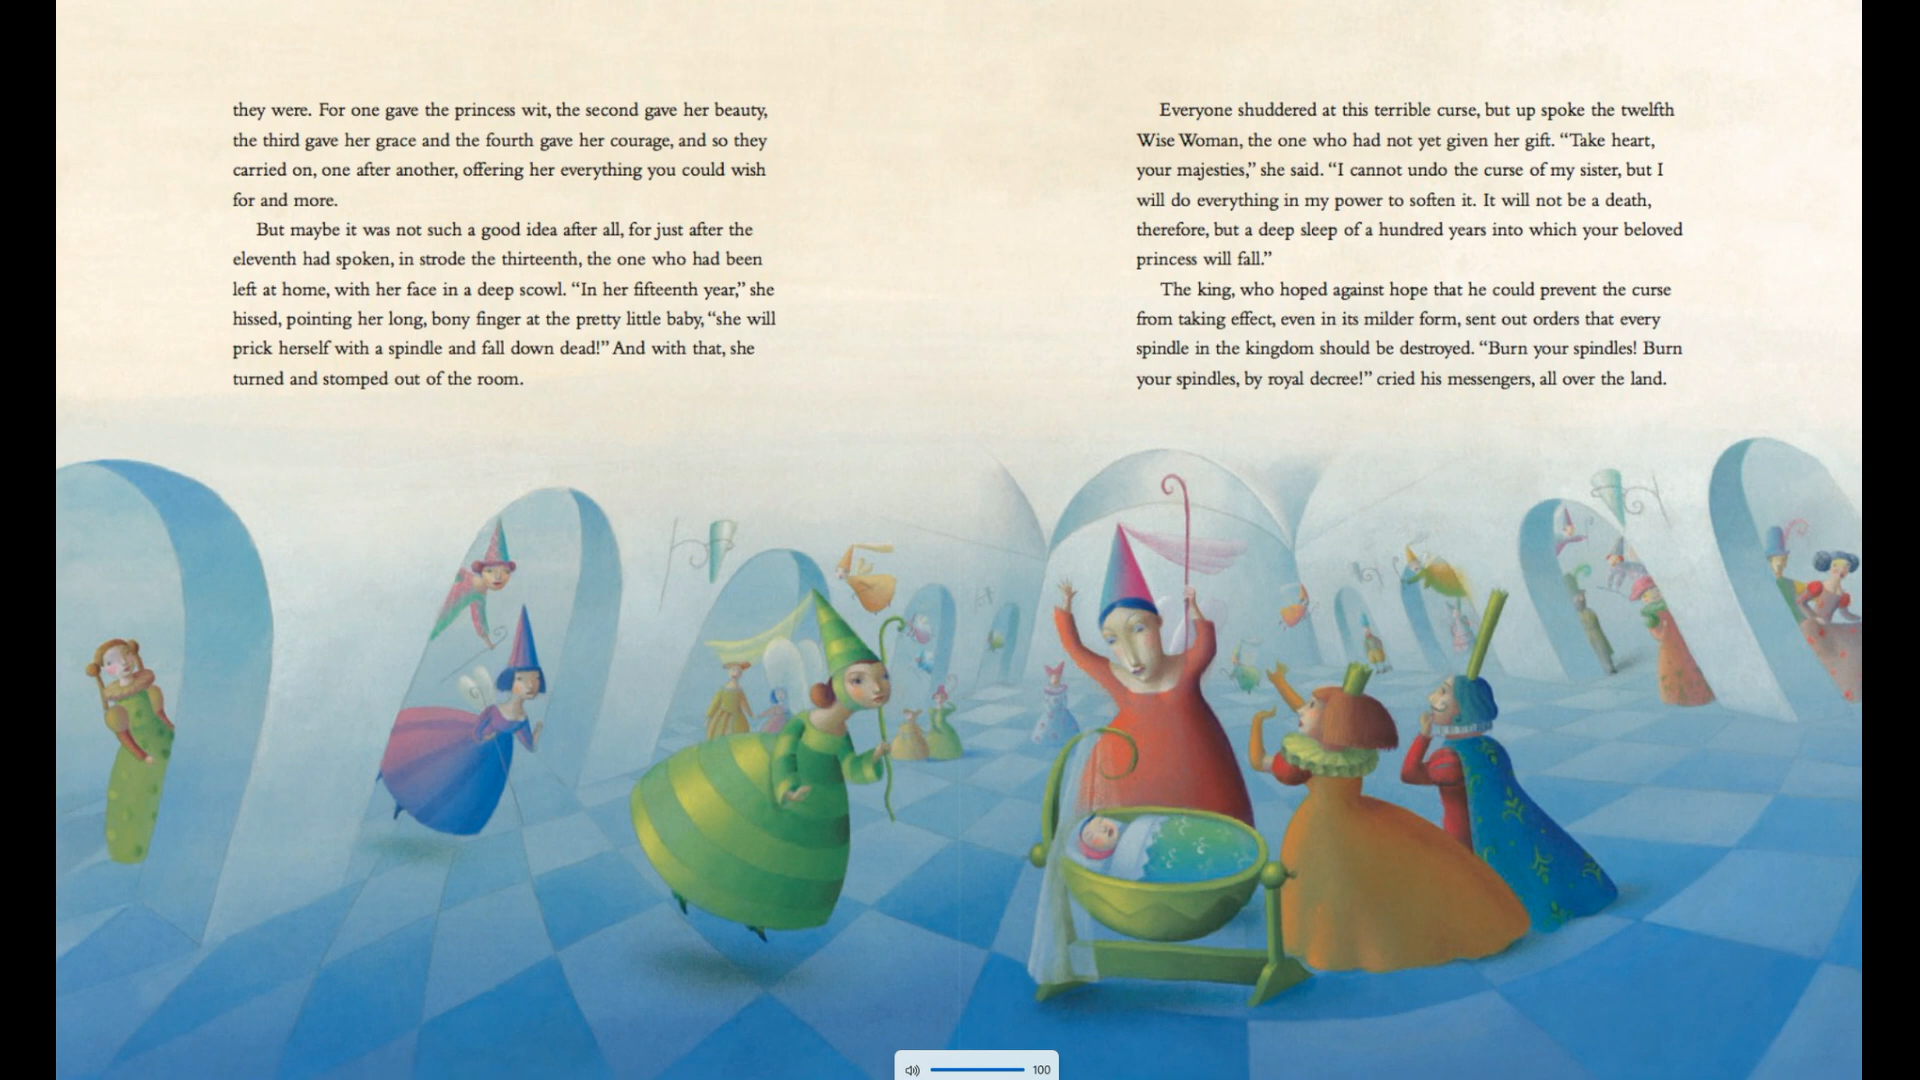 they were. For one gave the princess wit, the second gave her beauty,
the third gave her grace and the fourth gave her courage, and so they
carried on, one after another, offering her everything you could wish
for and more.
But maybe it was not such a good idea after all, for just after the
eleventh had spoken, in strode the thirteenth, the one who had been
left at home, with her face in a deep scowl. “In her fifteenth year,” she
hissed, pointing her long, bony finger at the pretty little baby, “she will
prick herself with a spindle and fall down dead!” And with that, she
turned and stomped out of the room.
Everyone shuddered at this terrible curse, but up spoke the twelfth
Wise Woman, the one who had not yet given her gift. “Take heart,
your majesties,” she said. “I cannot undo the curse of my sister, but I
will do everything in my power to soften it. It will not be a death,
therefore, but a deep sleep of a hundred years into which your beloved
princess will fall.”
The king, who hoped against hope that he could prevent the curse
from taking effect, even in its milder form, sent out orders that every
spindle in the kingdom should be destroyed. “Burn your spindles! Burn
your spindles, by royal decree!” cried his messengers, all over the land.
100